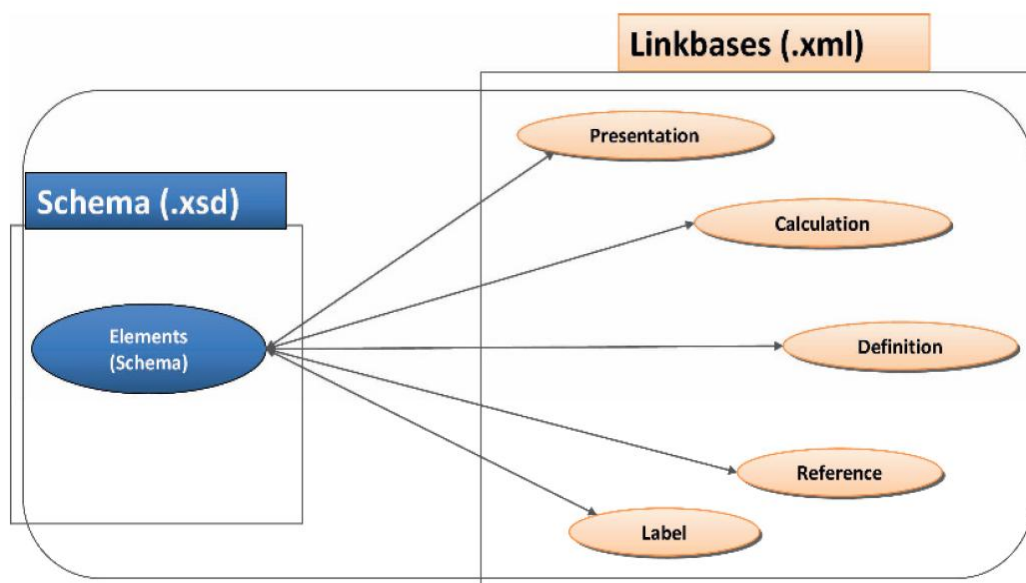 Linkbases (.xml)
Presentation
Schema (.xsd)
Calculation
Elements
(Schema)
Definition
Reference
Label